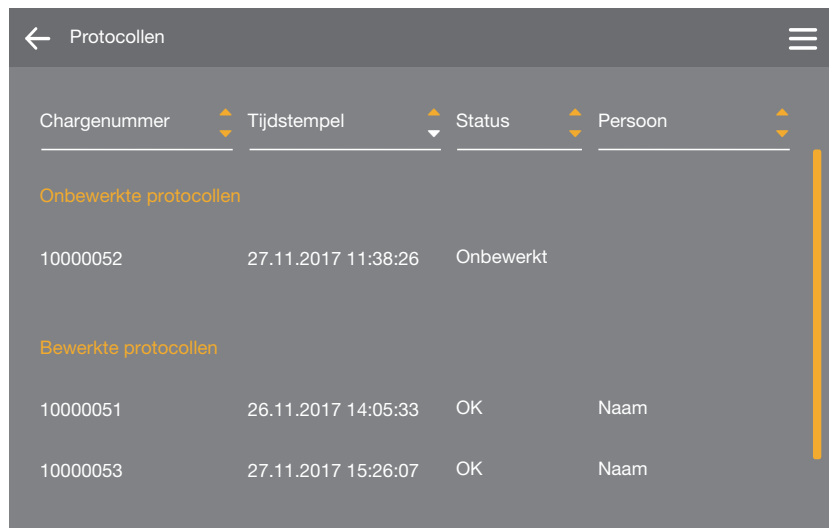 Protocollen
Chargenummer Tijdstempel Status Persoon
Onbewerkte protocollen
10000052 27.11.2017 11:38:26 Onbewerkt
Bewerkte protocollen
10000051 26.11.2017 14:05:33 OK Naam
10000053 27.11.2017 15:26:07 OK Naam